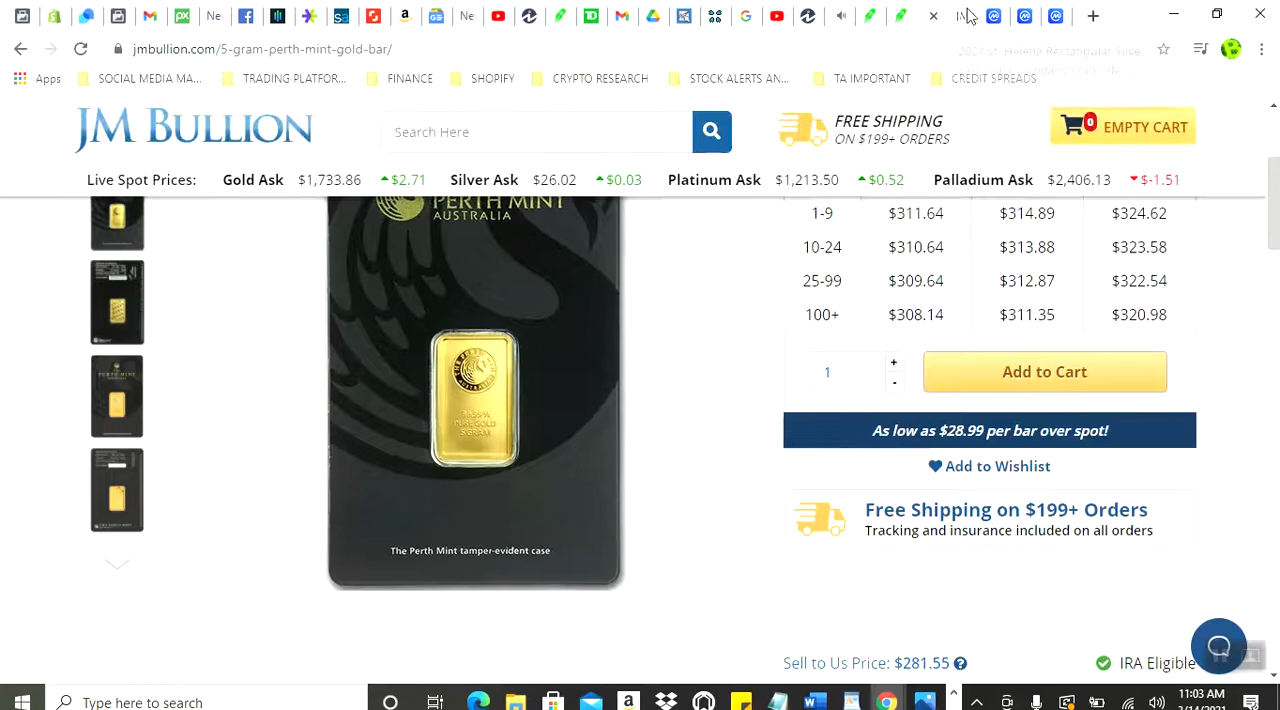 Ne
Ne
jmbullion.com/5-gram-perth-mint-gold-bar/
Apps SOCIAL MEDIA MA... TRADING PLATFOR... FINANCE SHOPIFY CRYPTO RESEARCH STOCK ALERTS AN... TA IMPORTANT CREDIT SPREADS
JM BULLION
Search Here
FREE SHIPPING
ON $199+ ORDERS
0 EMPTY CART
Live Spot Prices: Gold Ask $1,733.86 $2.71 Silver Ask $26.02 $0.03 Platinum Ask $1,213.50 $0.52 Palladium Ask $2,406.13 $-1.51
PERTH MINT
AUSTRALIA
1-9 $311.64 $314.89 $324.62
10-24 $310.64 $313.88 $323.58
25-99 $309.64 $312.87 $322.54
100+ $308.14 $311.35 $320.98
1 + -
Add to Cart
As low as $28.99 per bar over spot!
Add to Wishlist
Free Shipping on $199+ Orders
Tracking and insurance included on all orders
The Perth Mint tamper-evident case
Sell to Us Price: $281.55 ?
IRA Eligible
Type here to search
11:03 AM